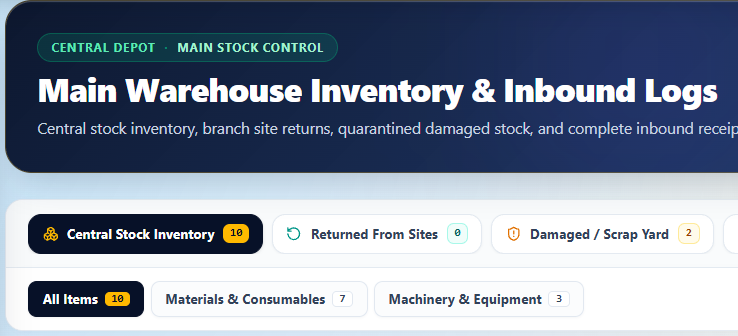 CENTRAL DEPOT · MAIN STOCK CONTROL
Main Warehouse Inventory & Inbound Logs
Central stock inventory, branch site returns, quarantined damaged stock, and complete inbound
Central Stock Inventory 10 Returned From Sites 0 Damaged / Scrap Yard 2
All Items 10 Materials & Consumables 7 Machinery & Equipment 3